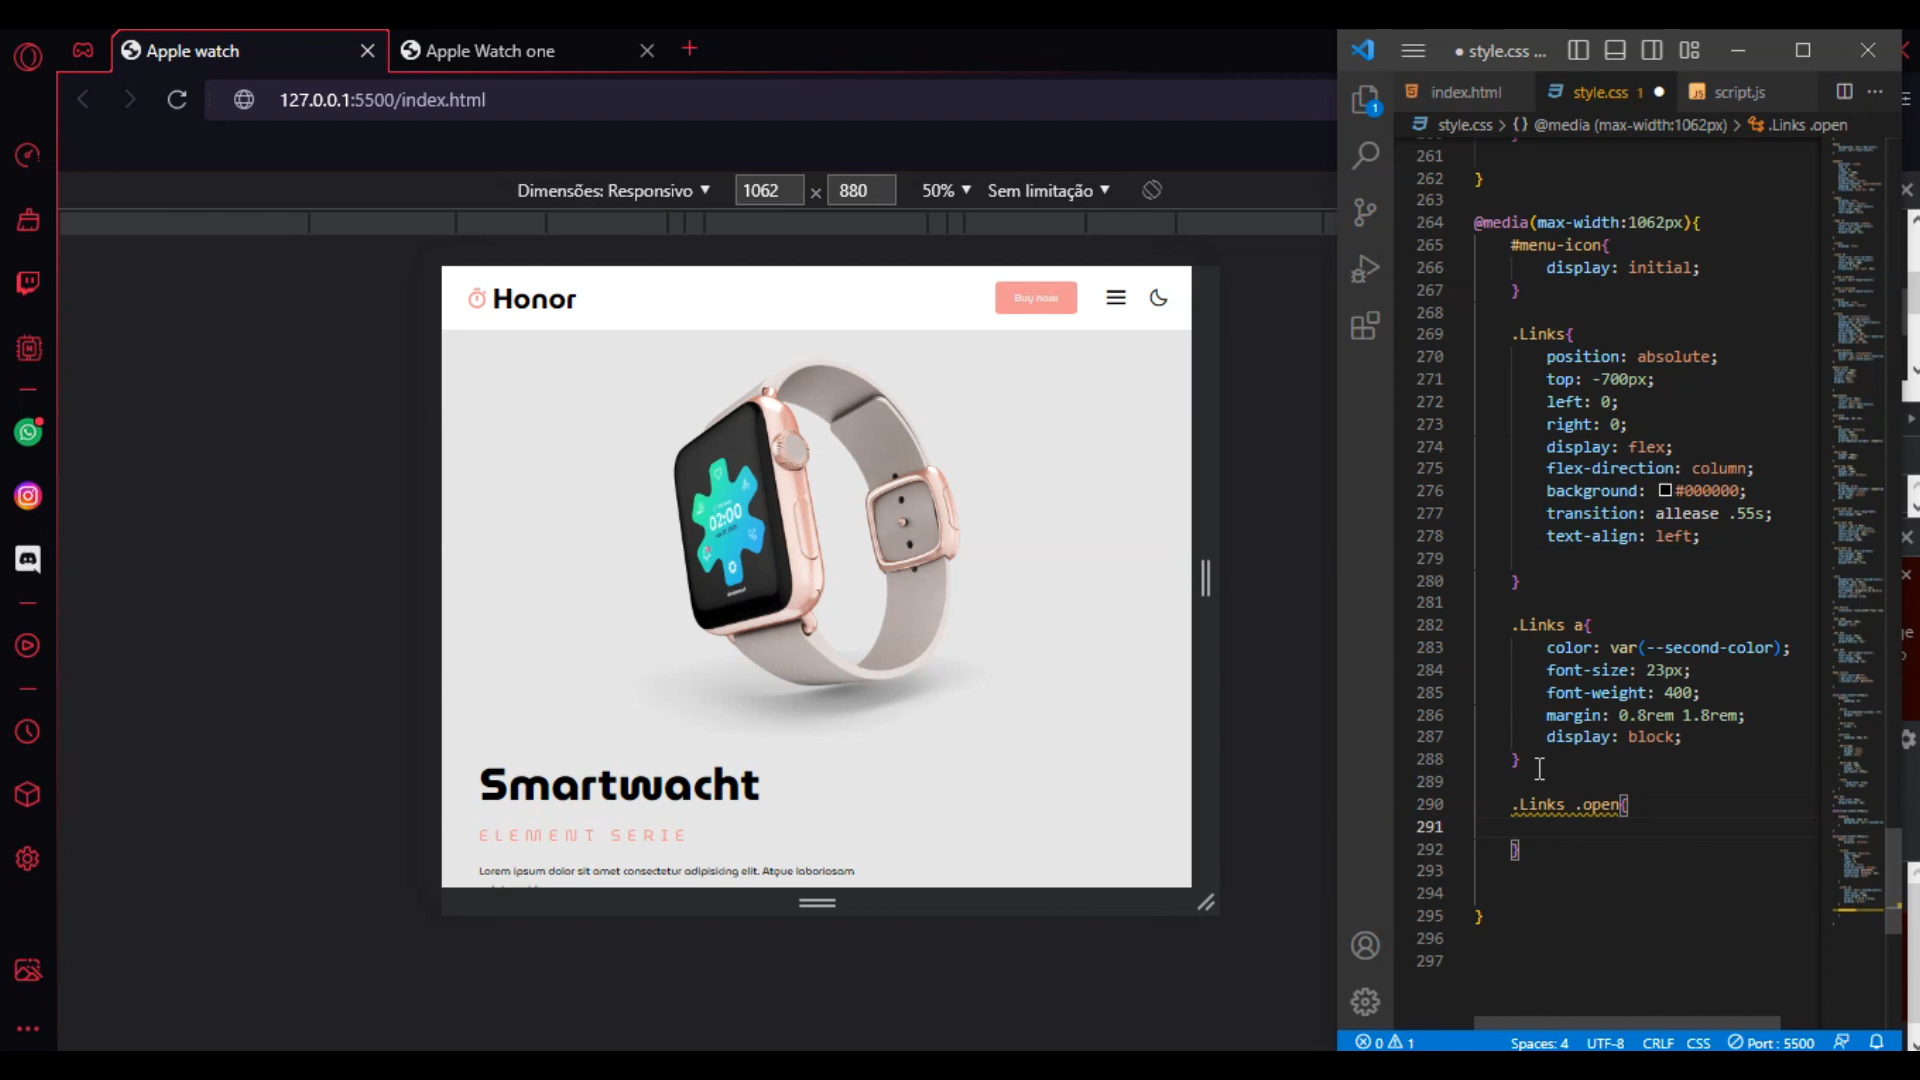 Apple watch
Apple Watch one
127.0.0.1:5500/index.html
Dimensões: Responsivo
1062
×
880
50%
Sem limitação
Honor
Buy now
02:00
Smartwacht
ELEMENT SERIE
Lorem ipsum dolor sit amet consectetur adipisicing elit. Atque laboriosam
● style.css ...
index.html
style.css 1
JS
script.js
style.css > {} @media (max-width:1062px) > .Links .open
1
261
262 }
263
264 @media(max-width:1062px){
265 #menu-icon{
266 display: initial;
267 }
268
269 .Links{
270 position: absolute;
271 top: -700px;
272 left: 0;
273 right: 0;
274 display: flex;
275 flex-direction: column;
276 background: #000000;
277 transition: allease .55s;
278 text-align: left;
279
280 }
281
282 .Links a{
283 color: var(--second-color);
284 font-size: 23px;
285 font-weight: 400;
286 margin: 0.8rem 1.8rem;
287 display: block;
288 }
289
290 .Links .open{
291
292 }
293
294
295 }
296
297
0 1 Spaces: 4 UTF-8 CRLF CSS Port : 5500